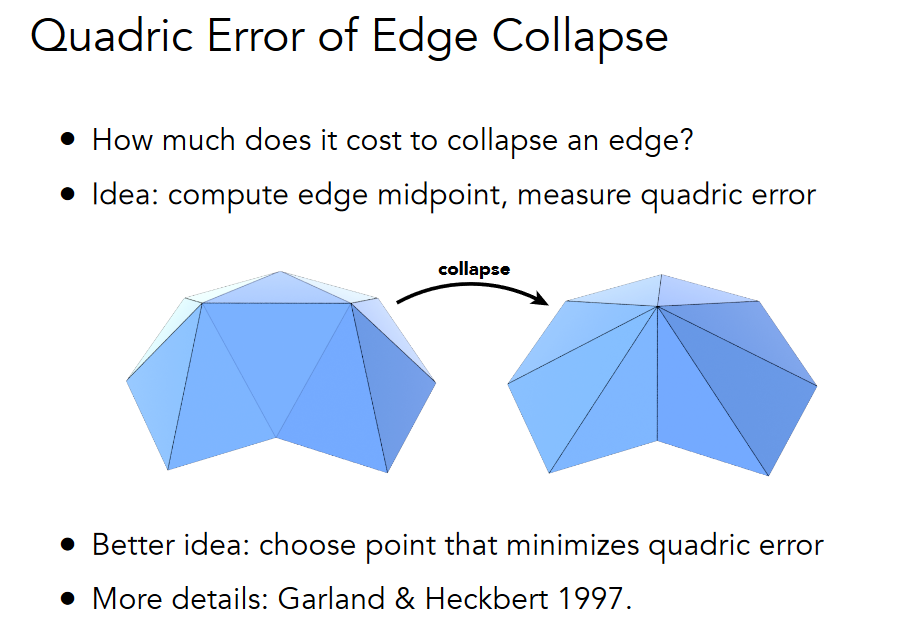 Quadric Error of Edge Collapse
• How much does it cost to collapse an edge?
• Idea: compute edge midpoint, measure quadric error
collapse
• Better idea: choose point that minimizes quadric error
• More details: Garland & Heckbert 1997.